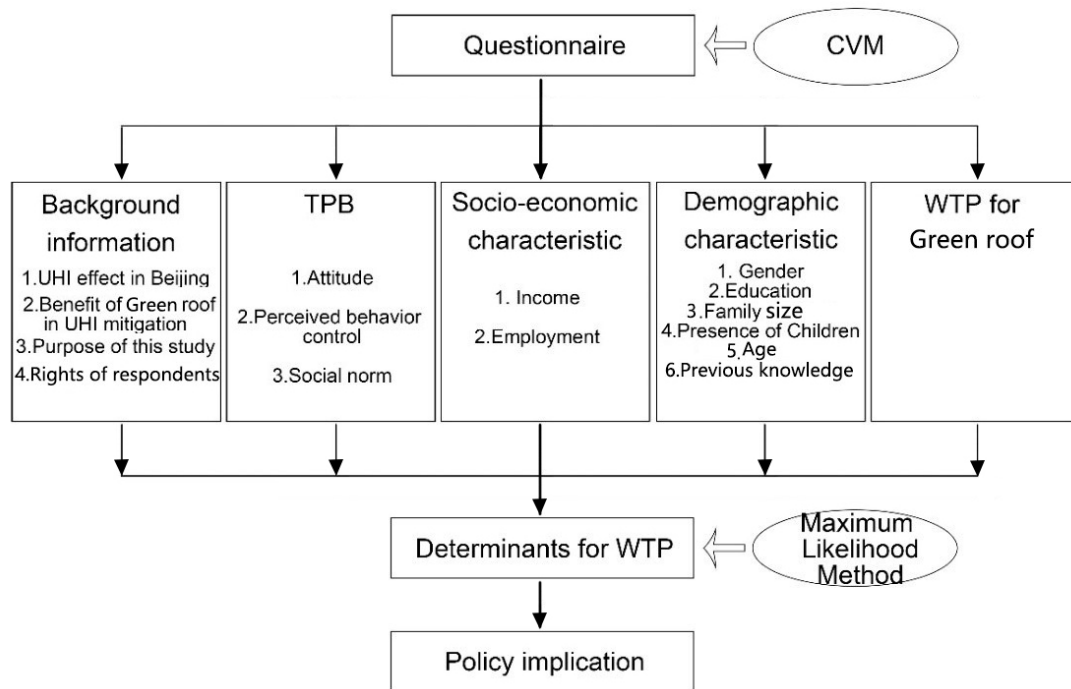 Questionnaire
CVM
Background
information
1.UHI effect in Beijing
2.Benefit of Green roof
in UHI mitigation
3.Purpose of this study
4.Rights of respondents
TPB
1.Attitude
2.Perceived behavior
control
3.Social norm
Socio-economic
characteristic
1. Income
2.Employment
Demographic
characteristic
1. Gender
2.Education
3.Family size
4.Presence of Children
5.Age
6.Previous knowledge
WTP for
Green roof
Determinants for WTP
Maximum
Likelihood
Method
Policy implication